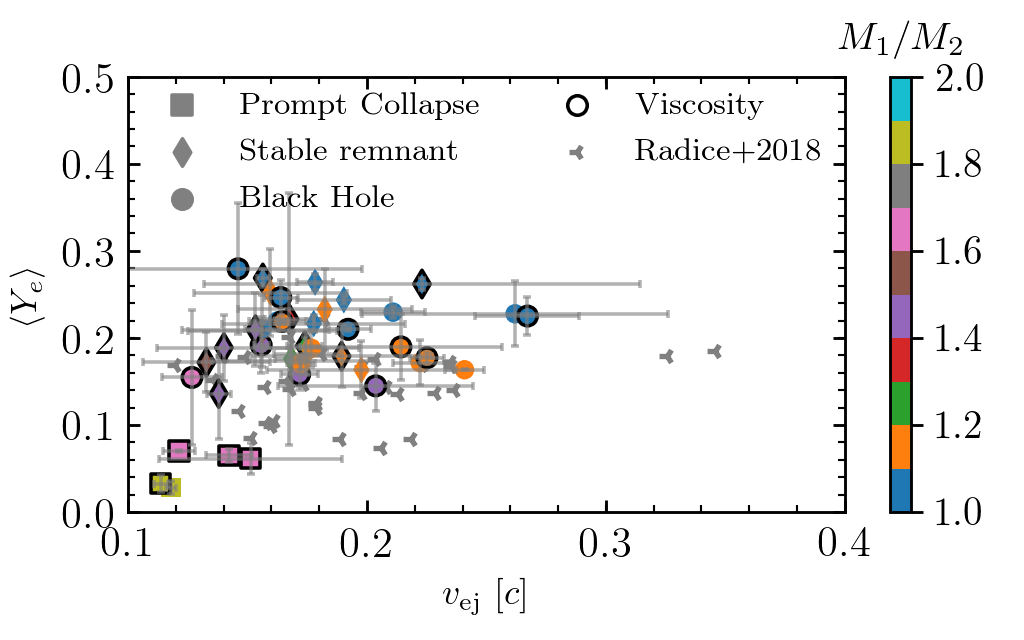 M₁/M₂
0.5
0.4
0.3
0.2
0.1
0.0
⟨Yₑ⟩
Prompt Collapse
Stable remnant
Black Hole
Viscosity
Radice+2018
2.0
1.8
1.6
1.4
1.2
1.0
0.1 0.2 0.3 0.4
v_ej [c]